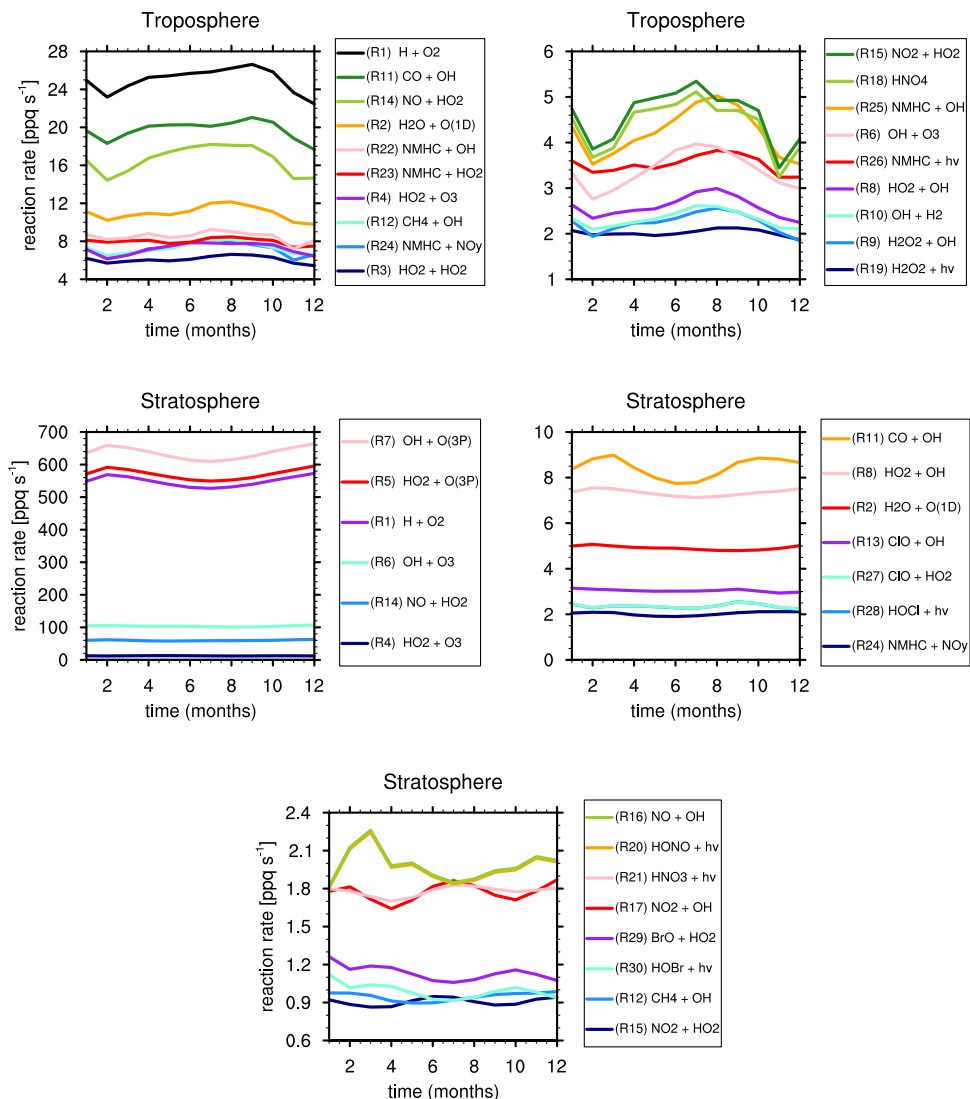 Troposphere
reaction rate [ppq s⁻¹]
28
24
20
16
12
8
4
2 4 6 8 10 12
time (months)
(R1) H + O2
(R11) CO + OH
(R14) NO + HO2
(R2) H2O + O(1D)
(R22) NMHC + OH
(R23) NMHC + HO2
(R4) HO2 + O3
(R12) CH4 + OH
(R24) NMHC + NOy
(R3) HO2 + HO2
Troposphere
6
5
4
3
2
1
2 4 6 8 10 12
time (months)
(R15) NO2 + HO2
(R18) HNO4
(R25) NMHC + OH
(R6) OH + O3
(R26) NMHC + hv
(R8) HO2 + OH
(R10) OH + H2
(R9) H2O2 + OH
(R19) H2O2 + hv
Stratosphere
reaction rate [ppq s⁻¹]
700
600
500
400
300
200
100
0
2 4 6 8 10 12
time (months)
(R7) OH + O(3P)
(R5) HO2 + O(3P)
(R1) H + O2
(R6) OH + O3
(R14) NO + HO2
(R4) HO2 + O3
Stratosphere
10
8
6
4
2
0
2 4 6 8 10 12
time (months)
(R11) CO + OH
(R8) HO2 + OH
(R2) H2O + O(1D)
(R13) ClO + OH
(R27) ClO + HO2
(R28) HOCl + hv
(R24) NMHC + NOy
Stratosphere
reaction rate [ppq s⁻¹]
2.4
2.1
1.8
1.5
1.2
0.9
0.6
2 4 6 8 10 12
time (months)
(R16) NO + OH
(R20) HONO + hv
(R21) HNO3 + hv
(R17) NO2 + OH
(R29) BrO + HO2
(R30) HOBr + hv
(R12) CH4 + OH
(R15) NO2 + HO2